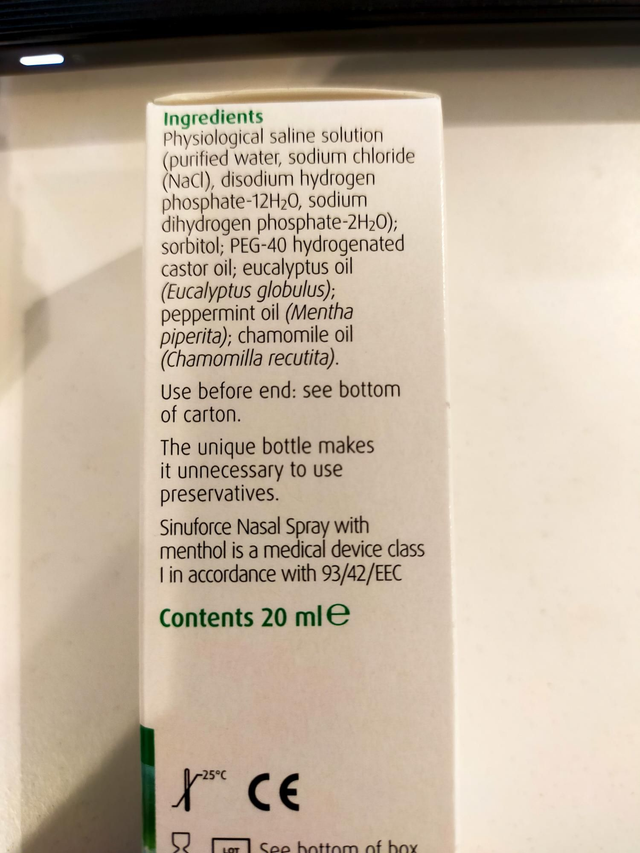 Ingredients
Physiological saline solution
(purified water, sodium chloride
(NaCl), disodium hydrogen
phosphate-12H₂O, sodium
dihydrogen phosphate-2H₂O);
sorbitol; PEG-40 hydrogenated
castor oil; eucalyptus oil
(Eucalyptus globulus);
peppermint oil (Mentha
piperita); chamomile oil
(Chamomilla recutita).
Use before end: see bottom
of carton.
The unique bottle makes
it unnecessary to use
preservatives.
Sinuforce Nasal Spray with
menthol is a medical device class
I in accordance with 93/42/EEC
Contents 20 ml℮
25°C
CE
LOT See bottom of box